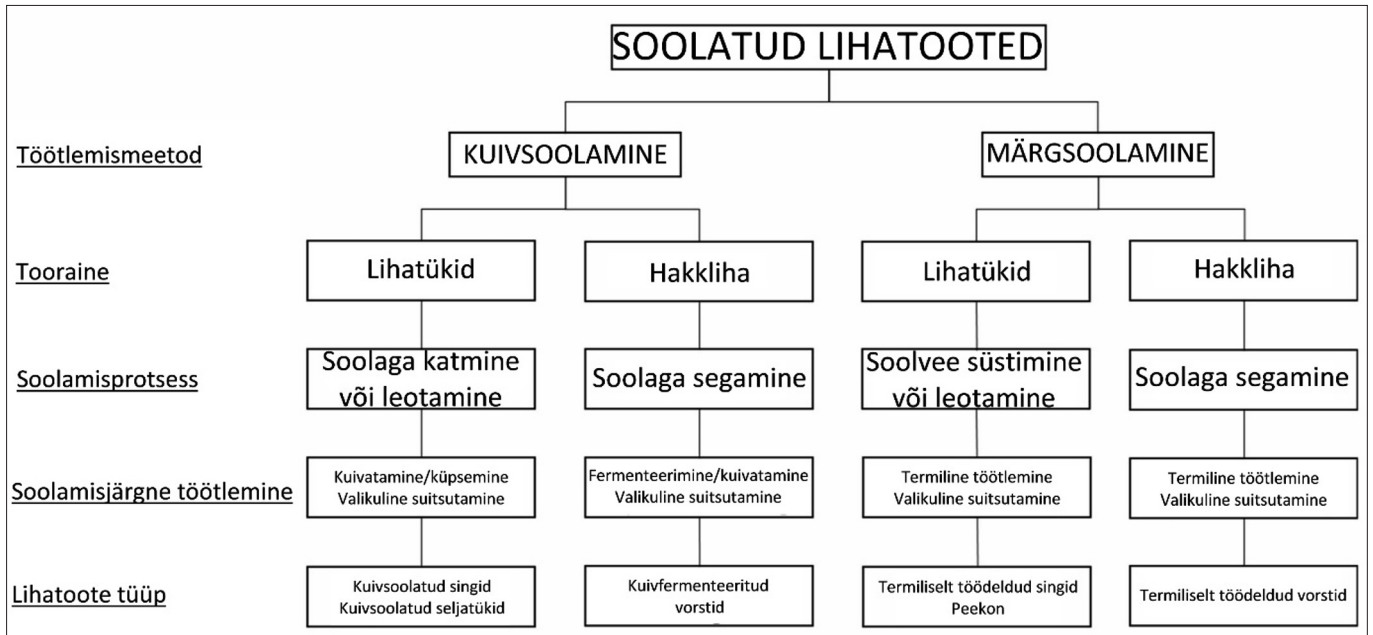 SOOLATUD LIHATOOTED
Töötlemismeetod
KUIVSOOLAMINE
MÄRGSOOLAMINE
Tooraine
Lihatükid
Hakkliha
Lihatükid
Hakkliha
Soolamisprotsess
Soolaga katmine
või leotamine
Soolaga segamine
Soolvee süstimine
või leotamine
Soolaga segamine
Soolamisjärgne töötlemine
Kuivatamine/küpsemine
Valikuline suitsutamine
Fermenteerimine/kuivatamine
Valikuline suitsutamine
Termiline töötlemine
Valikuline suitsutamine
Termiline töötlemine
Valikuline suitsutamine
Lihatoote tüüp
Kuivsoolatud singid
Kuivsoolatud seljatükid
Kuivfermenteeritud
vorstid
Termiliselt töödeldud singid
Peekon
Termiliselt töödeldud vorstid